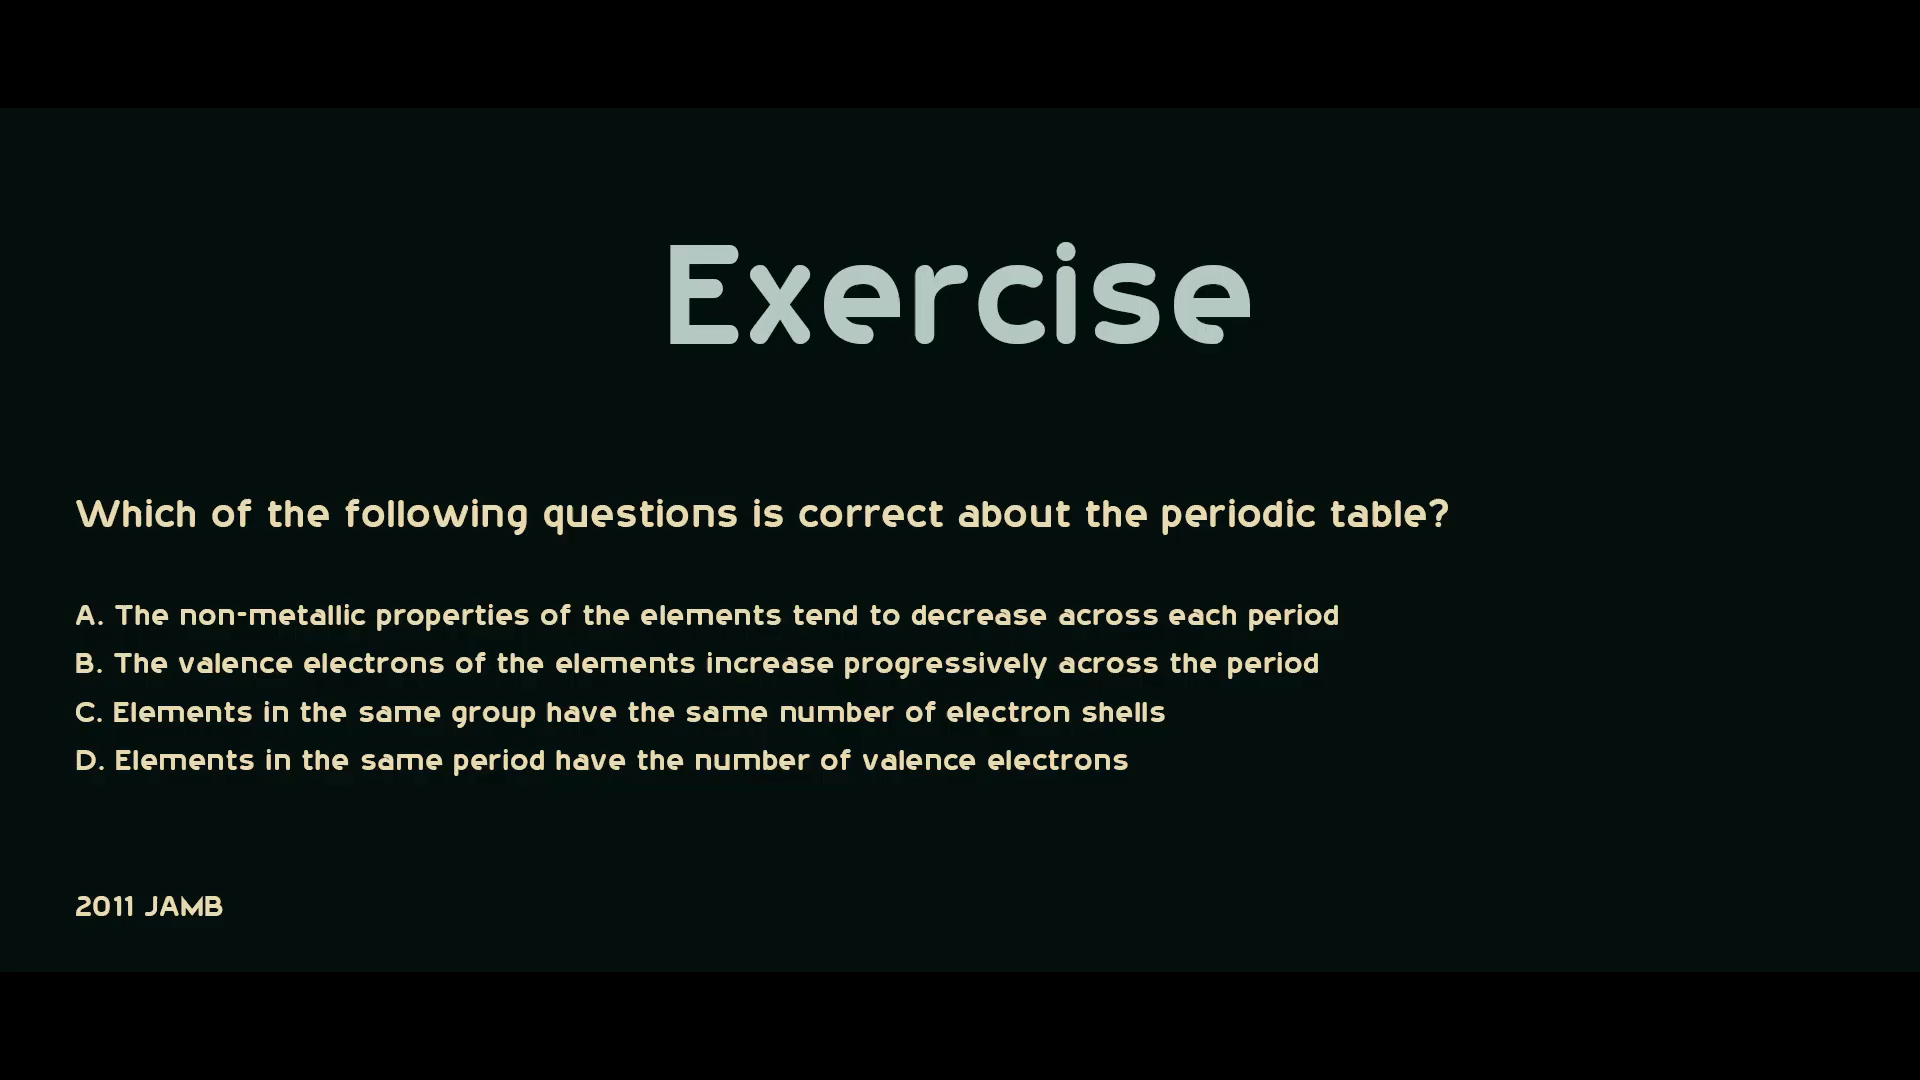 Exercise
Which of the following questions is correct about the periodic table?
A. The non-metallic properties of the elements tend to decrease across each period
B. The valence electrons of the elements increase progressively across the period
C. Elements in the same group have the same number of electron shells
D. Elements in the same period have the number of valence electrons
2011 JAMB